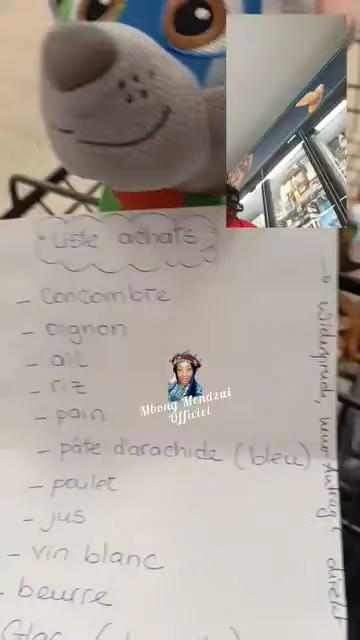 Liste achats
- concombre
- oignon
- ail
- riz
- pain
- pâte d'arachide (bleu)
- poulet
- jus
- vin blanc
- beurre
Mbong Mendzui
Officiel